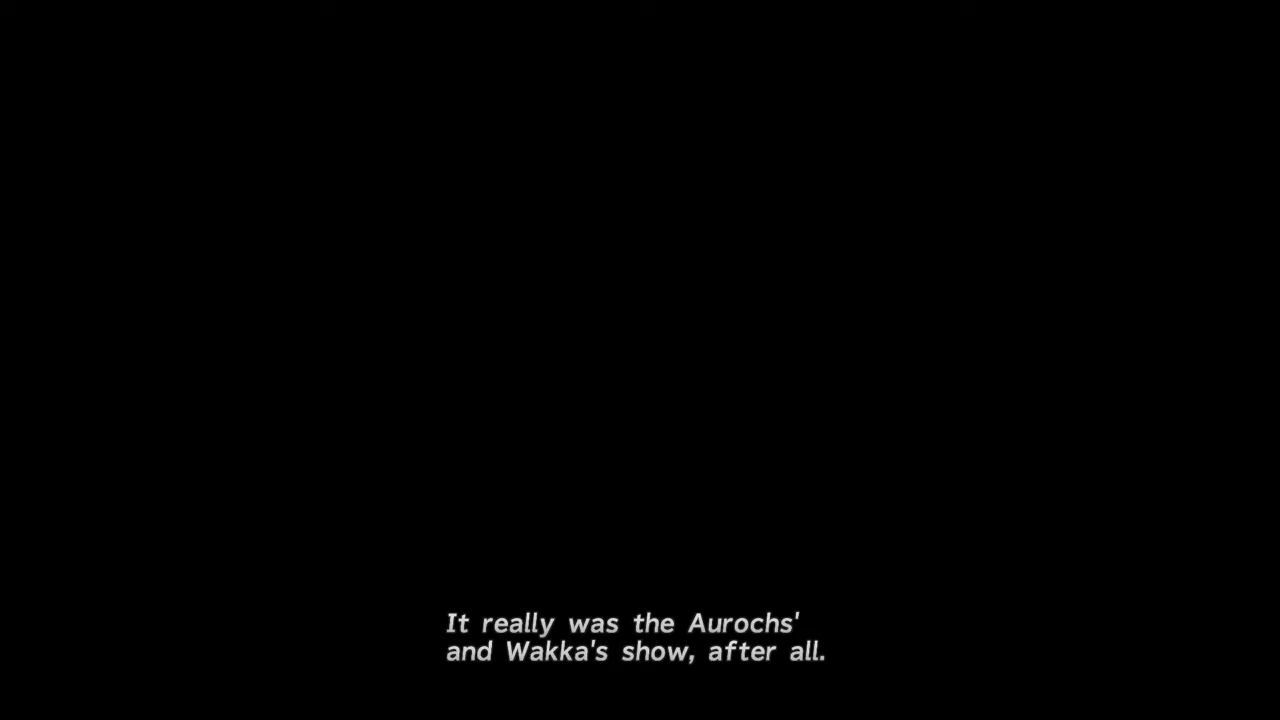 It really was the Aurochs'
and Wakka's show, after all.